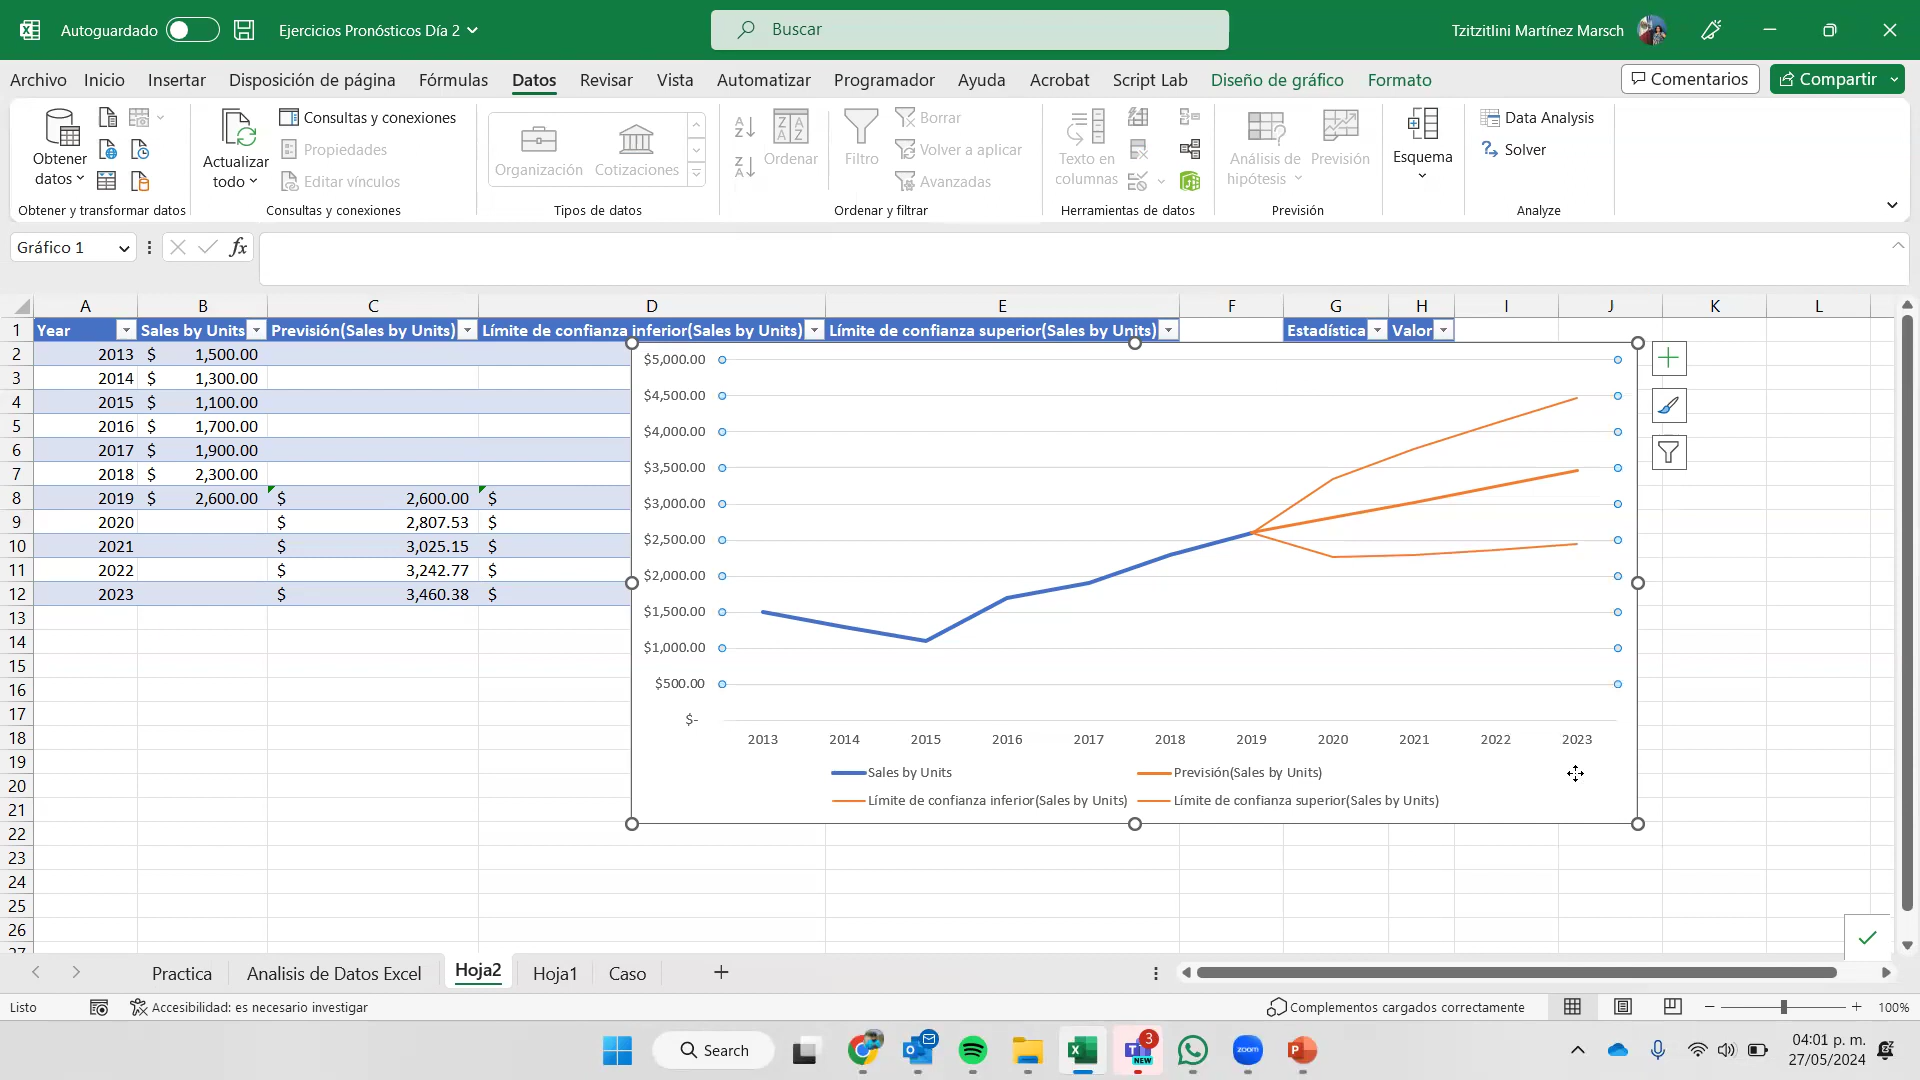 Autoguardado Ejercicios Pronósticos Día 2 Buscar Tzitzitlini Martínez Marsch
Archivo Inicio Insertar Disposición de página Fórmulas Datos Revisar Vista Automatizar Programador Ayuda Acrobat Script Lab Diseño de gráfico Formato Comentarios Compartir
Obtener datos
Actualizar todo
Consultas y conexiones
Propiedades
Editar vínculos
Organización Cotizaciones
Ordenar
Filtro
Borrar
Volver a aplicar
Avanzadas
Texto en columnas
Análisis de hipótesis
Previsión
Esquema
Data Analysis
Solver
Obtener y transformar datos Consultas y conexiones Tipos de datos Ordenar y filtrar Herramientas de datos Previsión Analyze
Gráfico 1 fx
A B C D E F G H I J K L
1 Year Sales by Units Previsión(Sales by Units) Límite de confianza inferior(Sales by Units) Límite de confianza superior(Sales by Units) Estadística Valor
2 2013 $ 1,500.00
3 2014 $ 1,300.00
4 2015 $ 1,100.00
5 2016 $ 1,700.00
6 2017 $ 1,900.00
7 2018 $ 2,300.00
8 2019 $ 2,600.00 $ 2,600.00 $
9 2020 $ 2,807.53 $
10 2021 $ 3,025.15 $
11 2022 $ 3,242.77 $
12 2023 $ 3,460.38 $
13
14
15
16
17
18
19
20
21
22
23
24
25
26
27
$5,000.00
$4,500.00
$4,000.00
$3,500.00
$3,000.00
$2,500.00
$2,000.00
$1,500.00
$1,000.00
$500.00
$-
2013 2014 2015 2016 2017 2018 2019 2020 2021 2022 2023
Sales by Units Previsión(Sales by Units)
Límite de confianza inferior(Sales by Units) Límite de confianza superior(Sales by Units)
Practica Analisis de Datos Excel Hoja2 Hoja1 Caso
Listo Accesibilidad: es necesario investigar Complementos cargados correctamente 100%
Search 3 NEW zoom 04:01 p. m.
27/05/2024